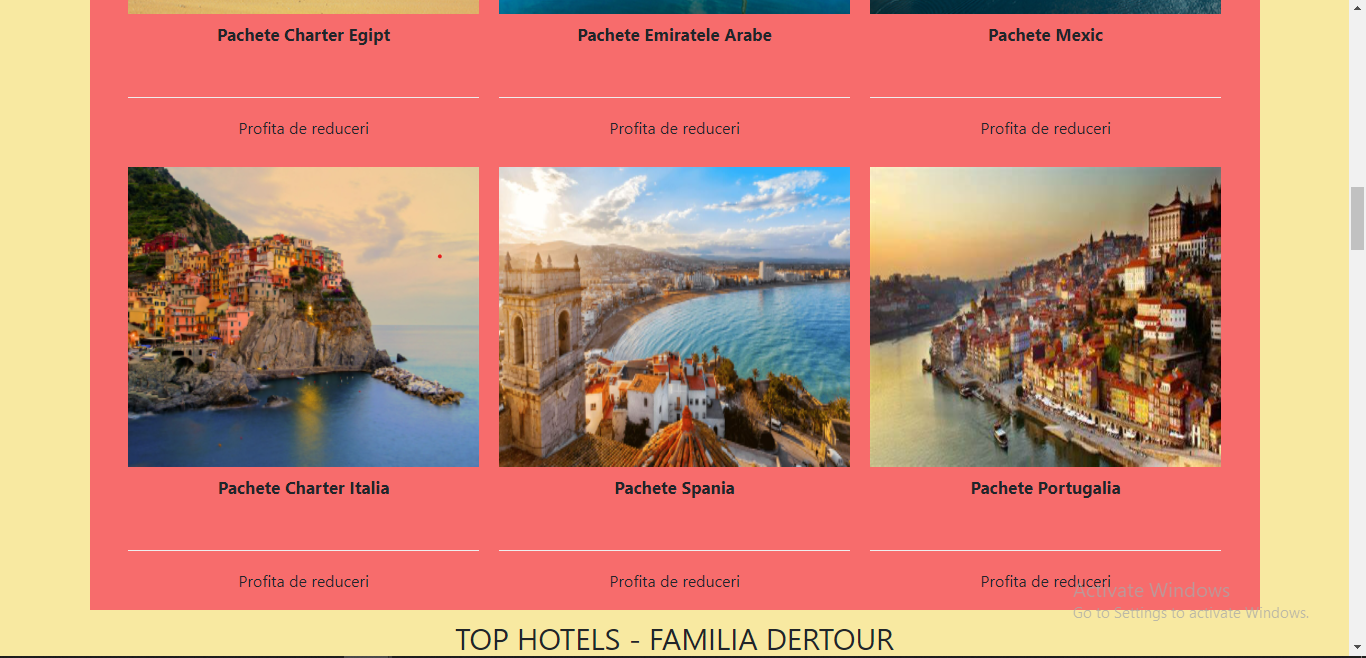 Pachete Charter Egipt
Pachete Emiratele Arabe
Pachete Mexic
Profita de reduceri
Profita de reduceri
Profita de reduceri
Pachete Charter Italia
Pachete Spania
Pachete Portugalia
Profita de reduceri
Profita de reduceri
Profita de reduceri
Activate Windows
Go to Settings to activate Windows.
TOP HOTELS - FAMILIA DERTOUR